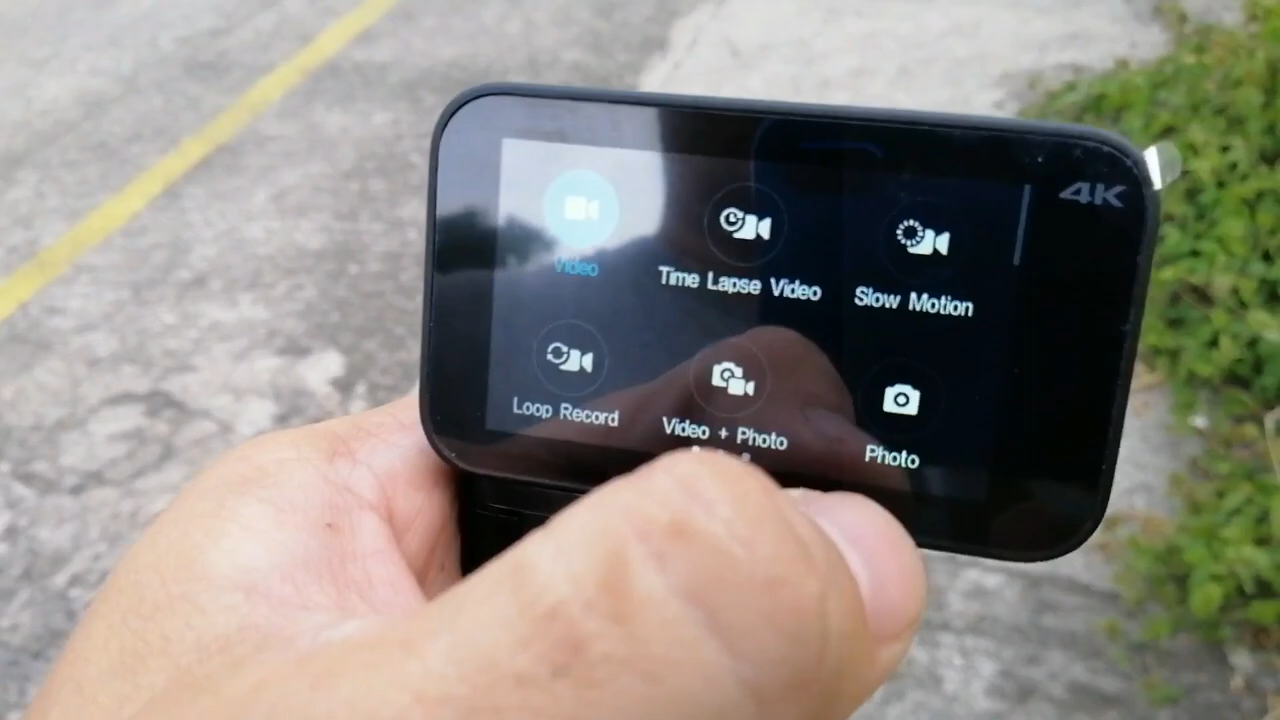 4K
Video
Time Lapse Video
Slow Motion
Loop Record
Video + Photo
Photo